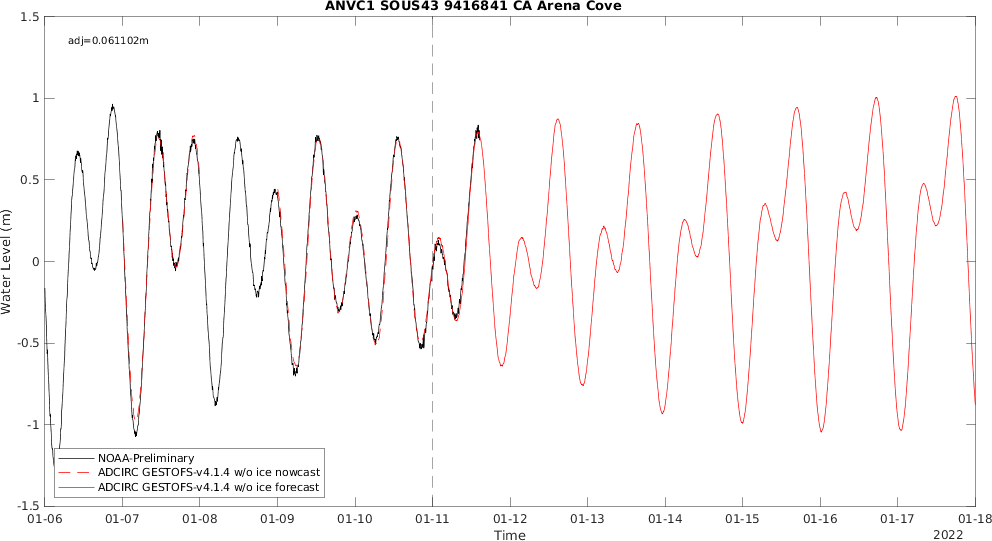 ANVC1 SOUS43 9416841 CA Arena Cove
1.5
adj=0.061102m
1
0.5
0
-0.5
-1
-1.5
Water Level (m)
NOAA-Preliminary
ADCIRC GESTOFS-v4.1.4 w/o ice nowcast
ADCIRC GESTOFS-v4.1.4 w/o ice forecast
01-06 01-07 01-08 01-09 01-10 01-11 01-12 01-13 01-14 01-15 01-16 01-17 01-18
Time
2022